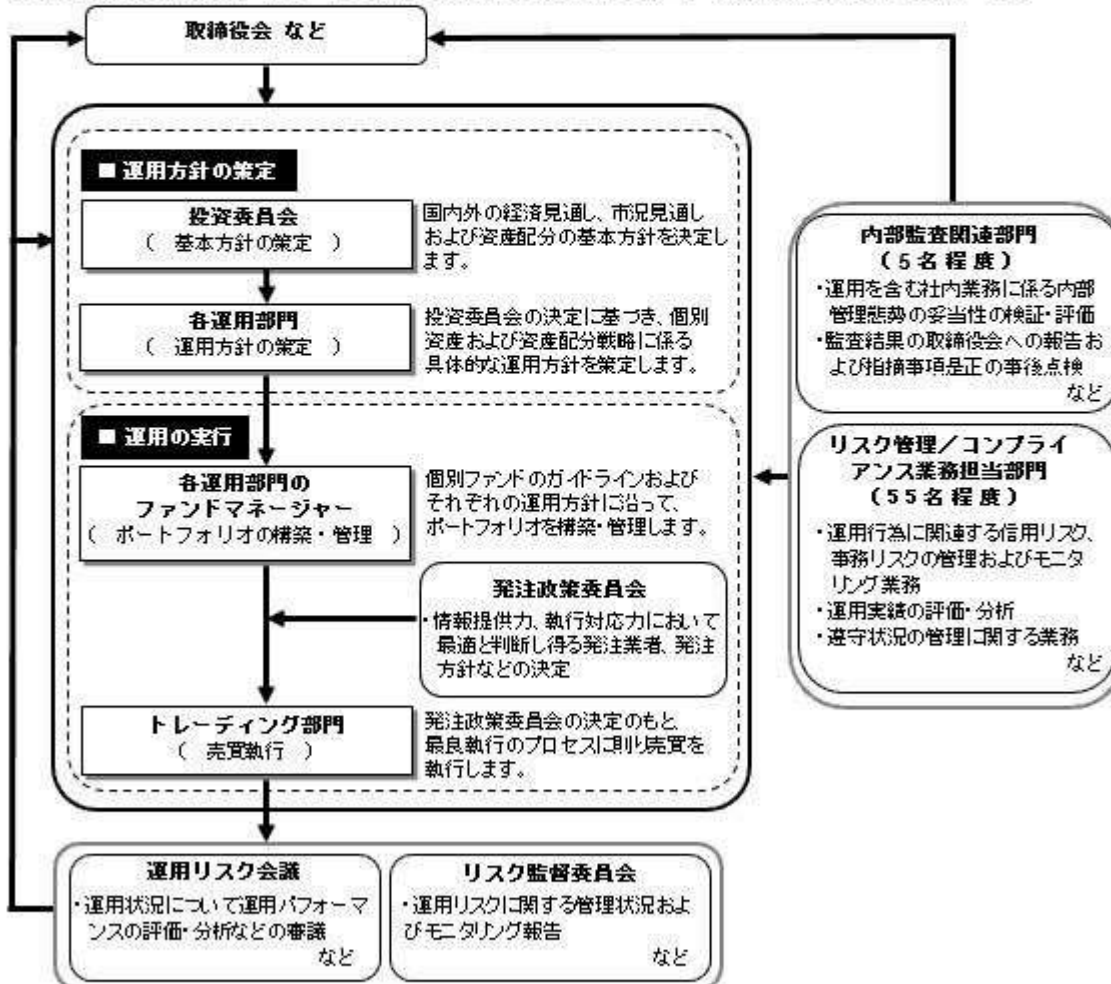 取締役会 など
■ 運用方針の策定
投資委員会
( 基本方針の策定 )
国内外の経済見通し、市況見通し
および資産配分の基本方針を決定し
ます。
各運用部門
( 運用方針の策定 )
投資委員会の決定に基づき、個別
資産および資産配分戦略に係る
具体的な運用方針を策定します。
■ 運用の実行
各運用部門の
ファンドマネージャー
( ポートフォリオの構築・管理 )
個別ファンドのガイドラインおよび
それぞれの運用方針に沿って、
ポートフォリオを構築・管理します。
発注政策委員会
・情報提供力、執行対応力において
最適と判断し得る発注業者、発注
方針などの決定
トレーディング部門
( 売買執行 )
発注政策委員会の決定のもと、
最良執行のプロセスに則り売買を
執行します。
運用リスク会議
・運用状況について運用パフォーマ
ンスの評価・分析などの審議
など
リスク監督委員会
・運用リスクに関する管理状況およ
びモニタリング報告
など
内部監査関連部門
(5名程度)
・運用を含む社内業務に係る内部
管理態勢の妥当性の検証・評価
・監査結果の取締役会への報告お
よび指摘事項是正の事後点検
など
リスク管理/コンプライ
アンス業務担当部門
(55名程度)
・運用行為に関連する信用リスク、
事務リスクの管理およびモニタ
リング業務
・運用実績の評価・分析
・遵守状況の管理に関する業務
など